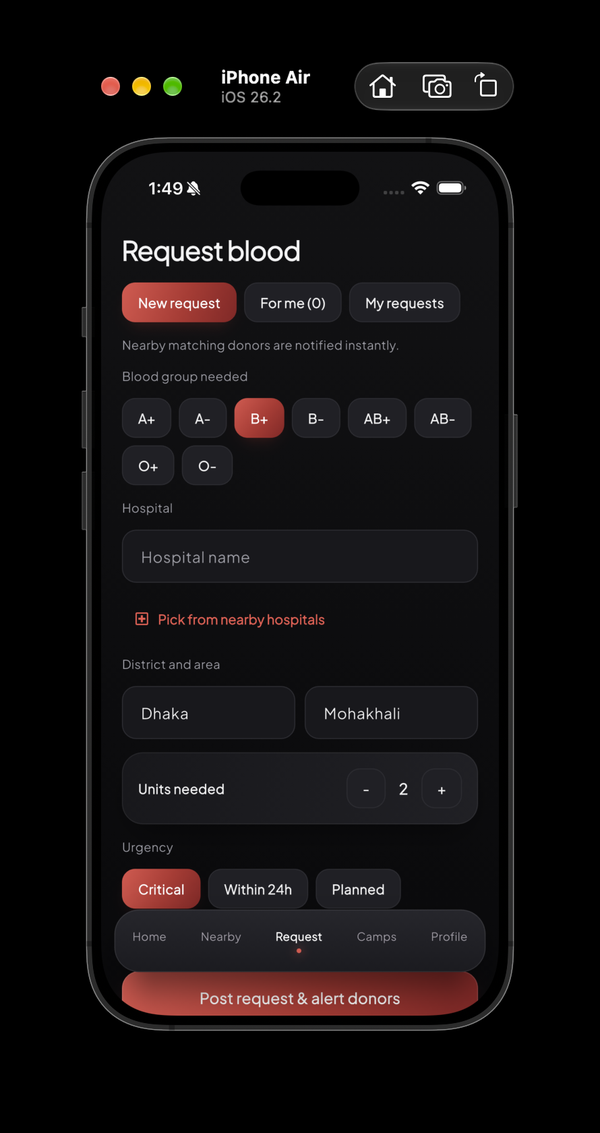 iPhone Air
iOS 26.2
1:49
Request blood
New request For me (0) My requests
Nearby matching donors are notified instantly.
Blood group needed
A+ A- B+ B- AB+ AB-
O+ O-
Hospital
Hospital name
Pick from nearby hospitals
District and area
Dhaka Mohakhali
Units needed - 2 +
Urgency
Critical Within 24h Planned
Home Nearby Request Camps Profile
Post request & alert donors